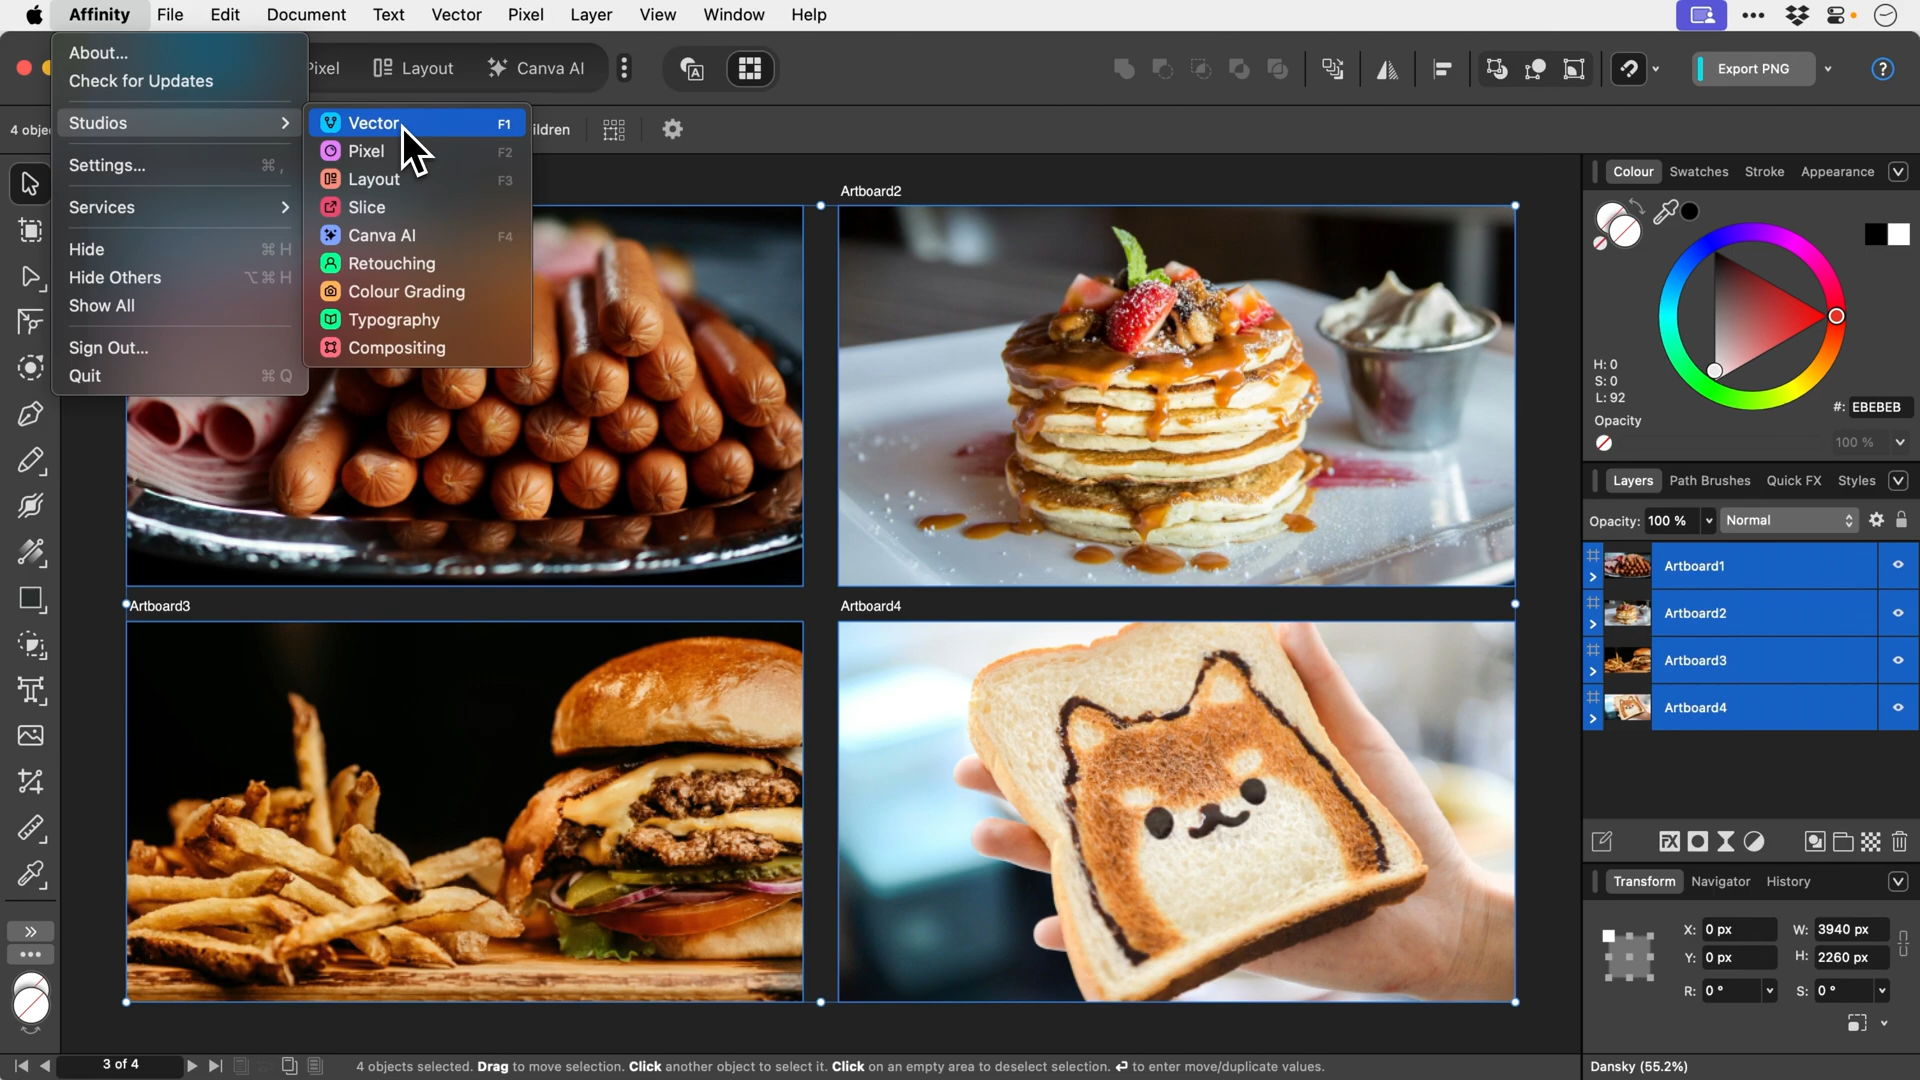 Affinity File Edit Document Text Vector Pixel Layer View Window Help
Pixel Layout Canva AI
Export PNG
About...
Check for Updates
Studios
Settings... ⌘ ,
Services
Hide ⌘ H
Hide Others ⌥ ⌘ H
Show All
Sign Out...
Quit ⌘ Q
Vector F1
Pixel F2
Layout F3
Slice
Canva AI F4
Retouching
Colour Grading
Typography
Compositing
4 obje
ildren
Artboard2
Artboard3
Artboard4
Colour Swatches Stroke Appearance
H: 0
S: 0
L: 92
#: EBEBEB
Opacity
100 %
Layers Path Brushes Quick FX Styles
Opacity: 100 % Normal
Artboard1
Artboard2
Artboard3
Artboard4
FX
Transform Navigator History
X: 0 px W: 3940 px
Y: 0 px H: 2260 px
R: 0 ° S: 0 °
3 of 4
4 objects selected. Drag to move selection. Click another object to select it. Click on an empty area to deselect selection. ↵ to enter move/duplicate values.
Dansky (55.2%)